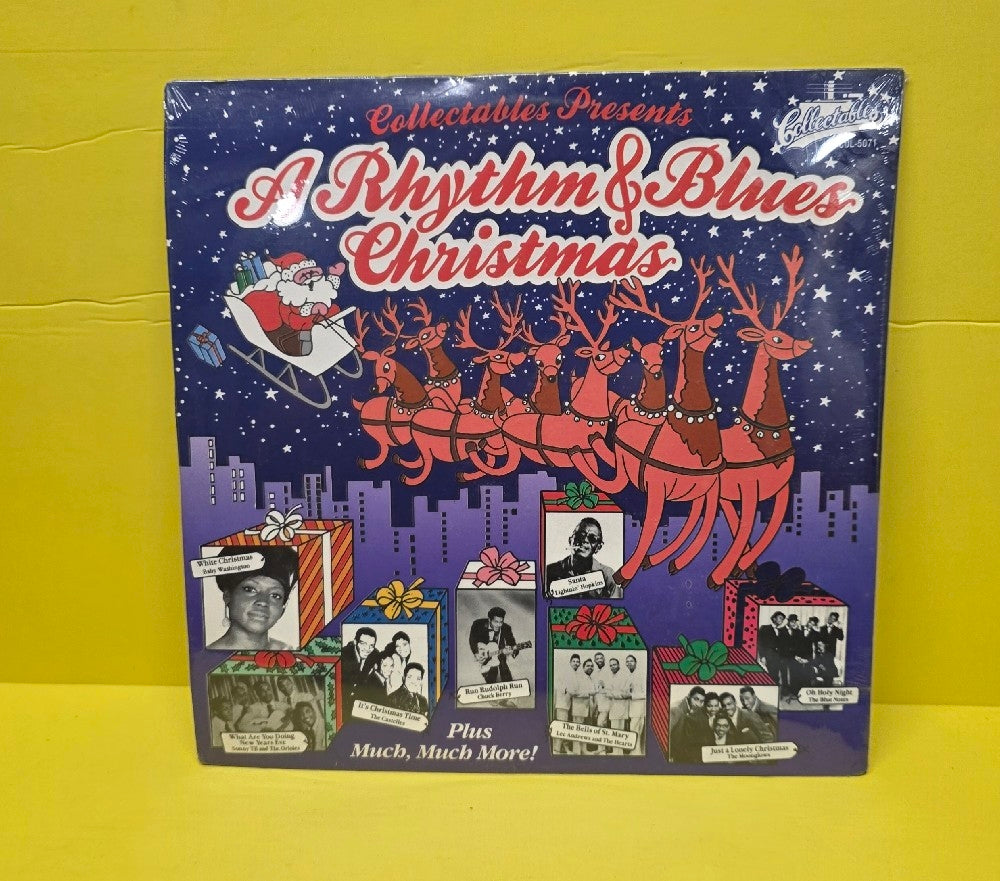 Collectables Presents
Collectables
COL-5071
A Rhythm & Blues
Christmas
White Christmas
Baby Washington
Santa
Lightnin' Hopkins
Run Rudolph Run
Chuck Berry
It's Christmas Time
The Castelles
What Are You Doing
New Years Eve
Sonny Til and The Orioles
The Bells of St. Mary
Lee Andrews and The Hearts
Oh Holy Night
The Blue Notes
Just a Lonely Christmas
The Moonglows
Plus
Much, Much More!